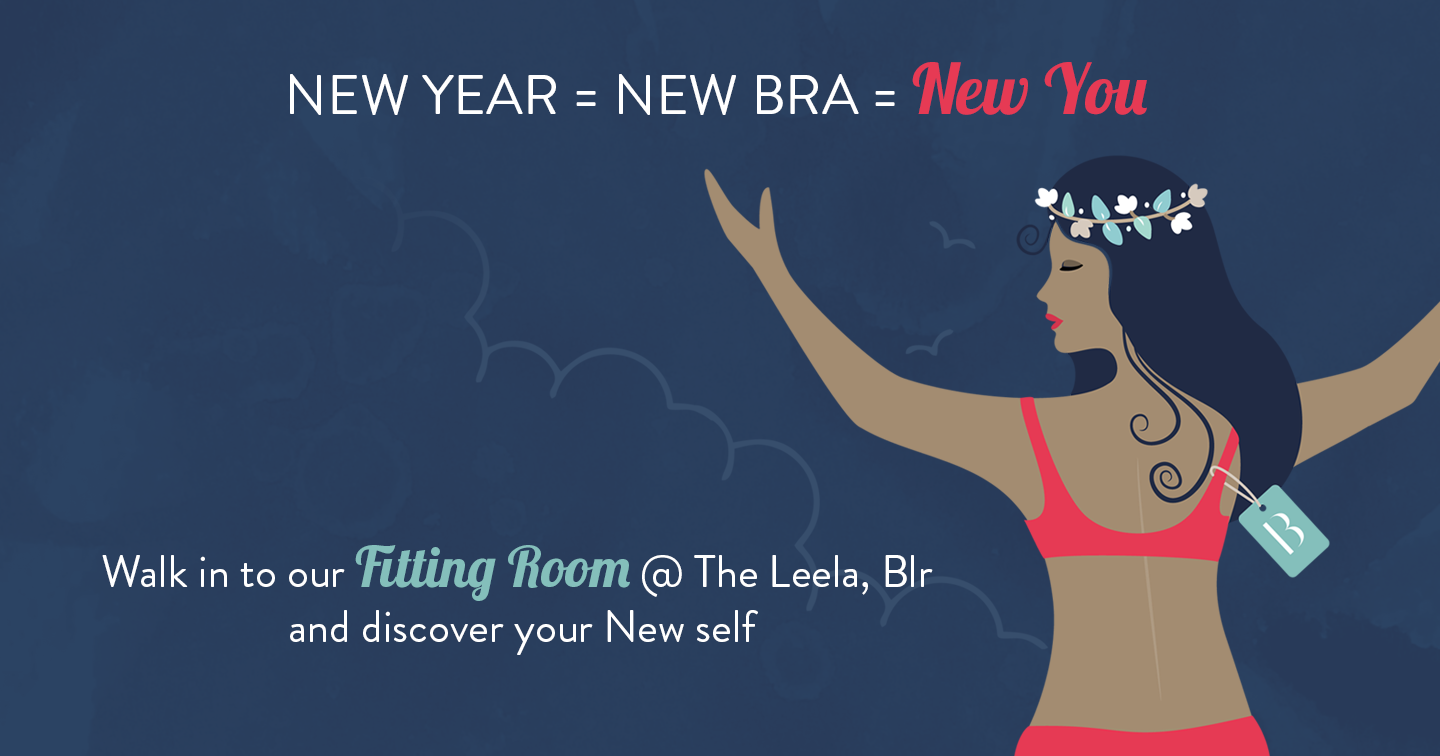 NEW YEAR = NEW BRA = New You
B
Walk in to our Fitting Room @ The Leela, Blr
and discover your New self